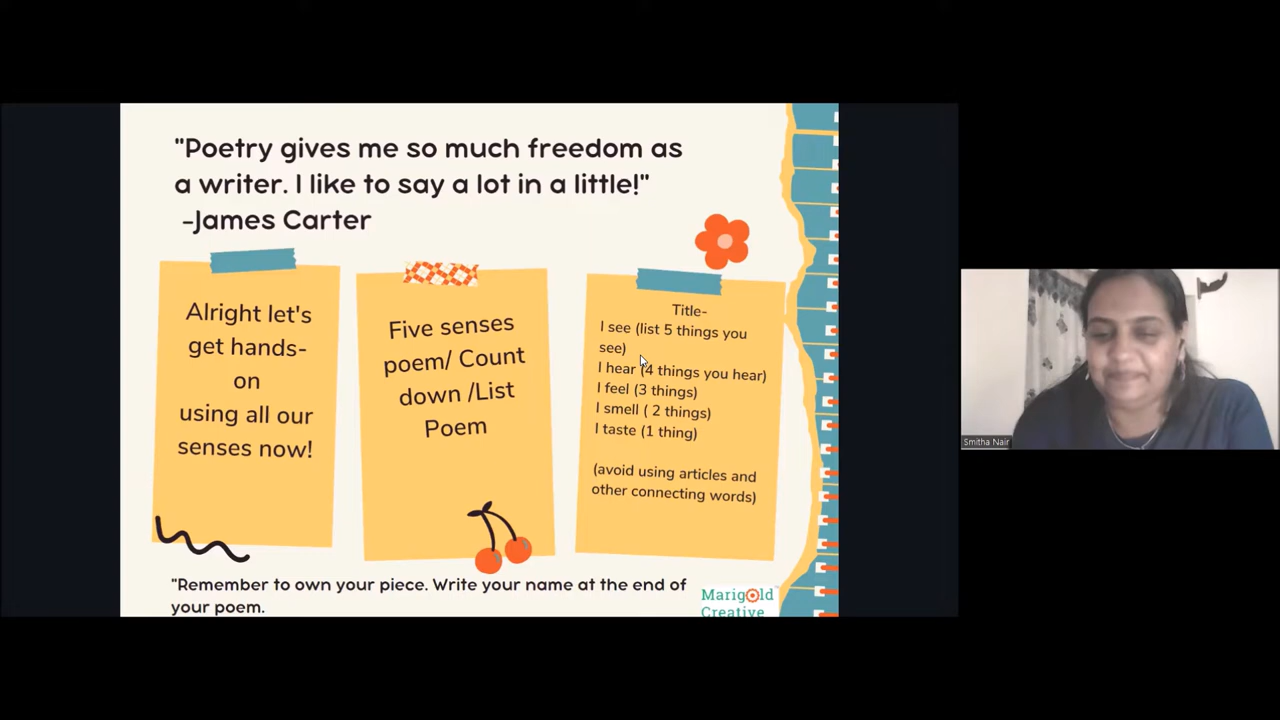 "Poetry gives me so much freedom as
a writer. I like to say a lot in a little!"
-James Carter
Alright let's
get hands-
on
using all our
senses now!
Five senses
poem/ Count
down /List
Poem
Title-
I see (list 5 things you
see)
I hear (4 things you hear)
I feel (3 things)
I smell ( 2 things)
I taste (1 thing)
(avoid using articles and
other connecting words)
"Remember to own your piece. Write your name at the end of
your poem.
Marigold
Creative
Smitha Nair